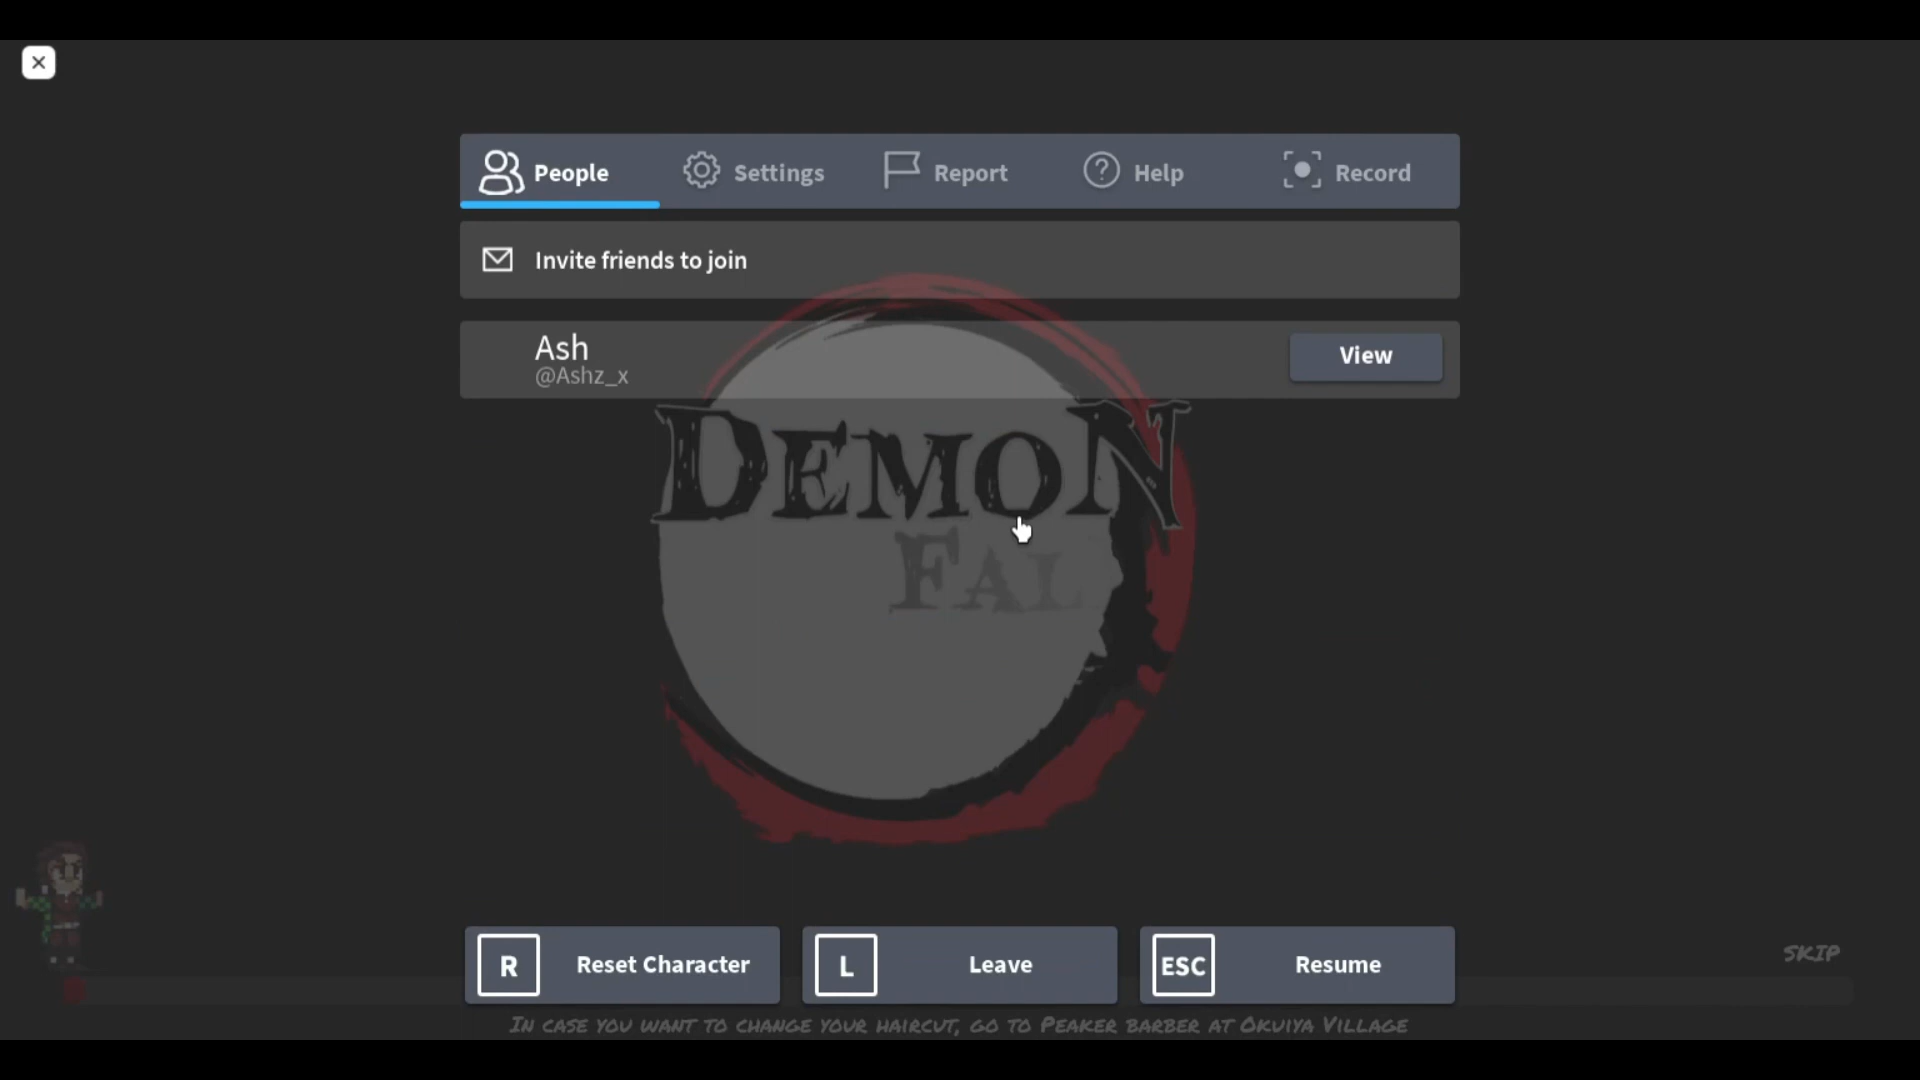 People
Settings
Report
Help
Record
Invite friends to join
Ash
@Ashz_x
View
DEMON
FAL
R
Reset Character
L
Leave
ESC
Resume
SKIP
IN CASE YOU WANT TO CHANGE YOUR HAIRCUT, GO TO PEAKER BARBER AT OKUIYA VILLAGE